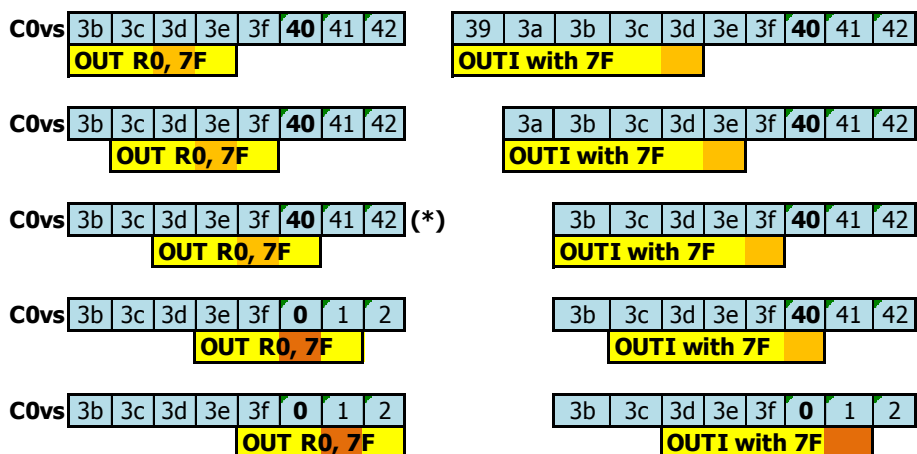 C0vs 3b 3c 3d 3e 3f 40 41 42 39 3a 3b 3c 3d 3e 3f 40 41 42
OUT R0, 7F OUTI with 7F
C0vs 3b 3c 3d 3e 3f 40 41 42 3a 3b 3c 3d 3e 3f 40 41 42
OUT R0, 7F OUTI with 7F
C0vs 3b 3c 3d 3e 3f 40 41 42 (*) 3b 3c 3d 3e 3f 40 41 42
OUT R0, 7F OUTI with 7F
C0vs 3b 3c 3d 3e 3f 0 1 2 3b 3c 3d 3e 3f 40 41 42
OUT R0, 7F OUTI with 7F
C0vs 3b 3c 3d 3e 3f 0 1 2 3b 3c 3d 3e 3f 0 1 2
OUT R0, 7F OUTI with 7F